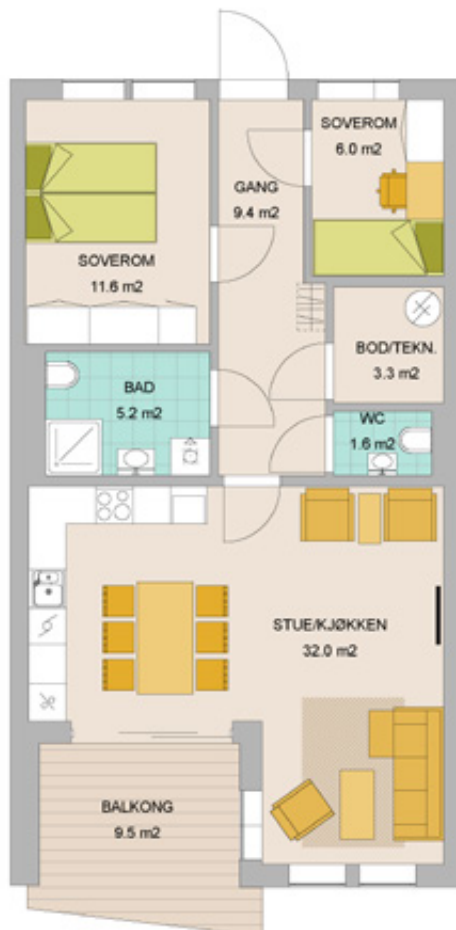 SOVEROM
6.0 m2
GANG
9.4 m2
SOVEROM
11.6 m2
BOD/TEKN.
3.3 m2
BAD
5.2 m2
WC
1.6 m2
STUE/KJØKKEN
32.0 m2
BALKONG
9.5 m2